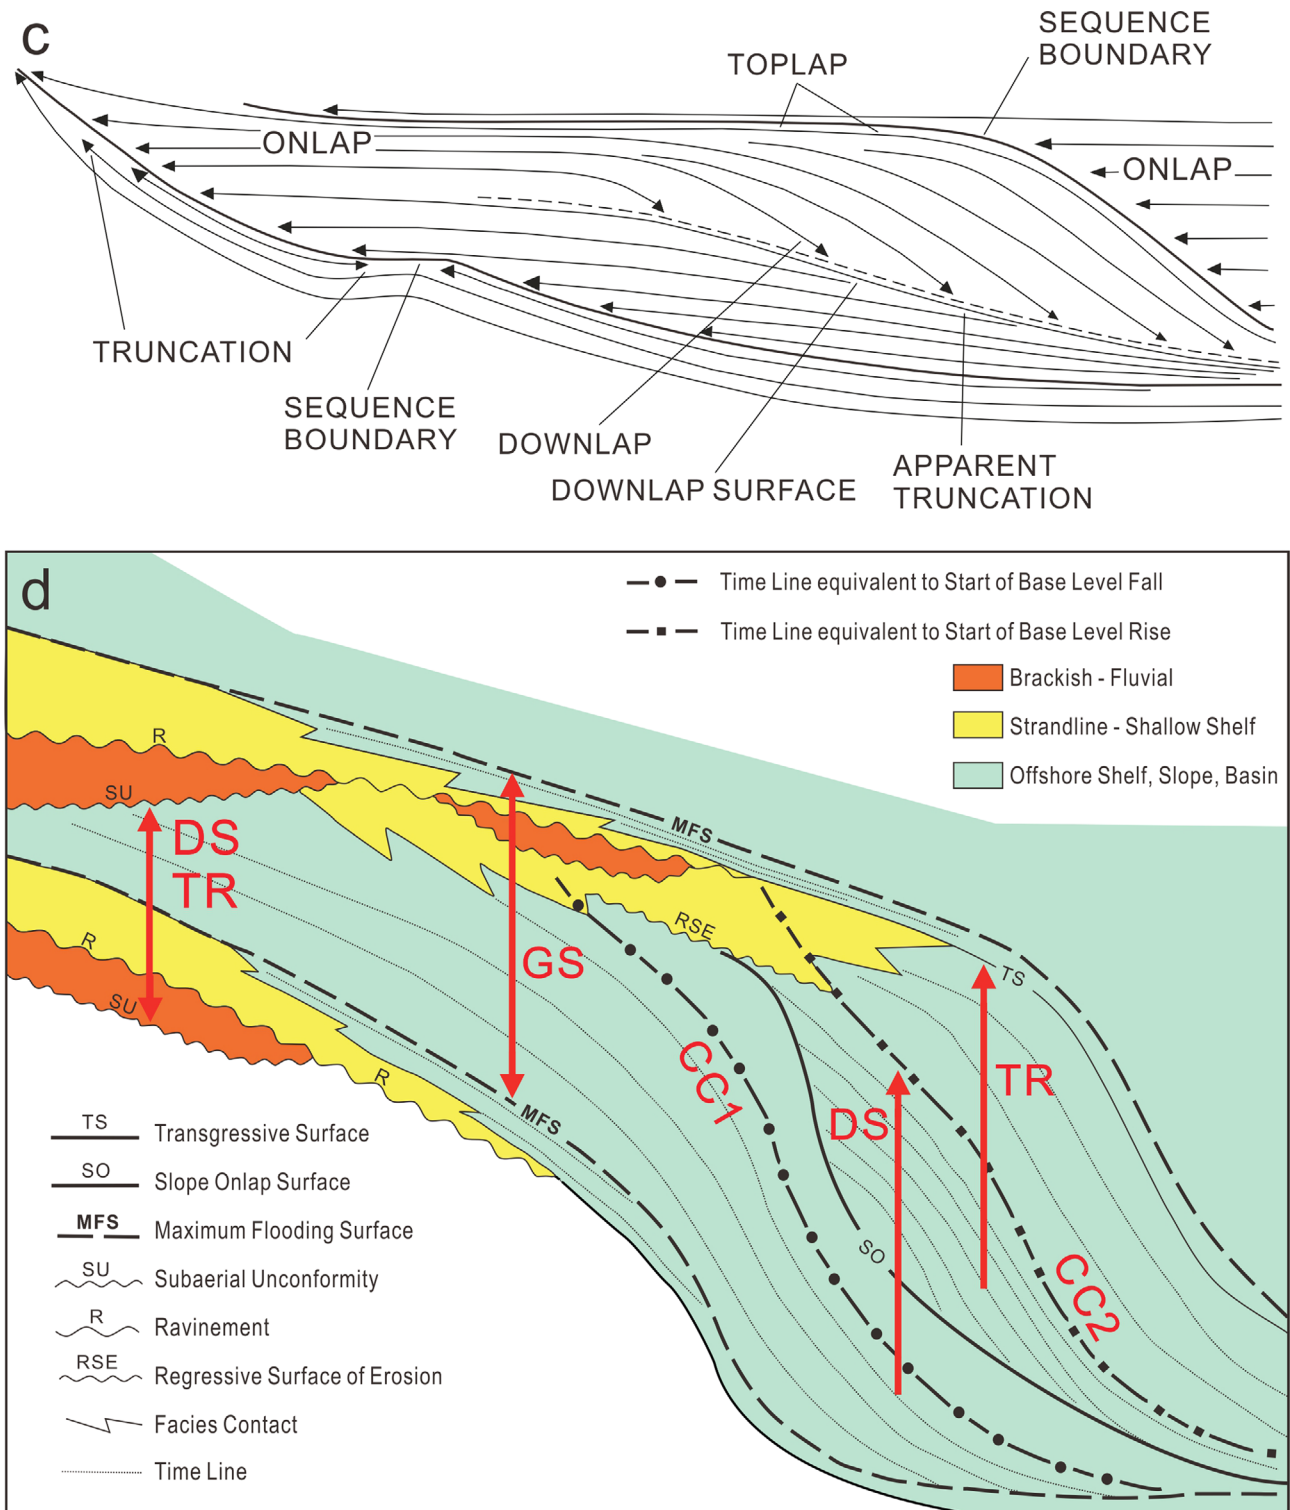 c
SEQUENCE
BOUNDARY
TOPLAP
ONLAP
ONLAP
TRUNCATION
SEQUENCE
BOUNDARY
DOWNLAP
DOWNLAP SURFACE
APPARENT
TRUNCATION
d
Time Line equivalent to Start of Base Level Fall
Time Line equivalent to Start of Base Level Rise
Brackish - Fluvial
Strandline - Shallow Shelf
Offshore Shelf, Slope, Basin
R
SU
DS
TR
MFS
R
SU
RSE
GS
TS
R
CC1
DS
TR
MFS
SO
CC2
TS
Transgressive Surface
SO
Slope Onlap Surface
MFS
Maximum Flooding Surface
SU
Subaerial Unconformity
R
Ravinement
RSE
Regressive Surface of Erosion
Facies Contact
Time Line